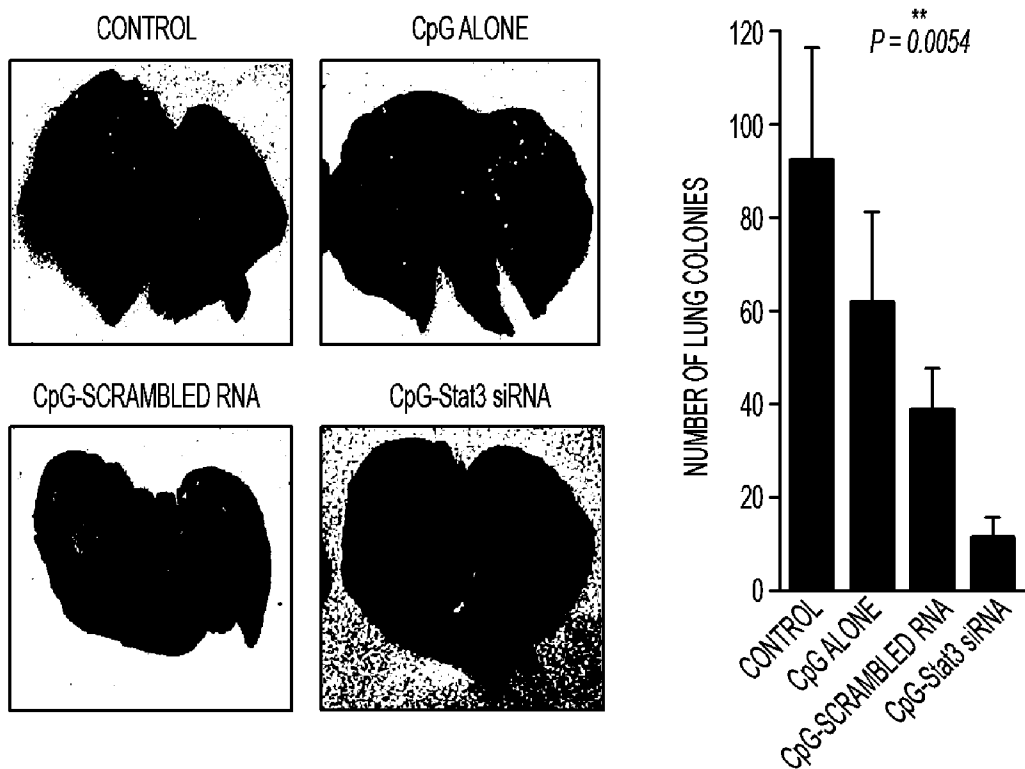 CONTROL
CpG ALONE
CpG-SCRAMBLED RNA
CpG-Stat3 siRNA
**
P = 0.0054
NUMBER OF LUNG COLONIES
120
100
80
60
40
20
0
CONTROL
CpG ALONE
CpG-SCRAMBLED RNA
CpG-Stat3 siRNA